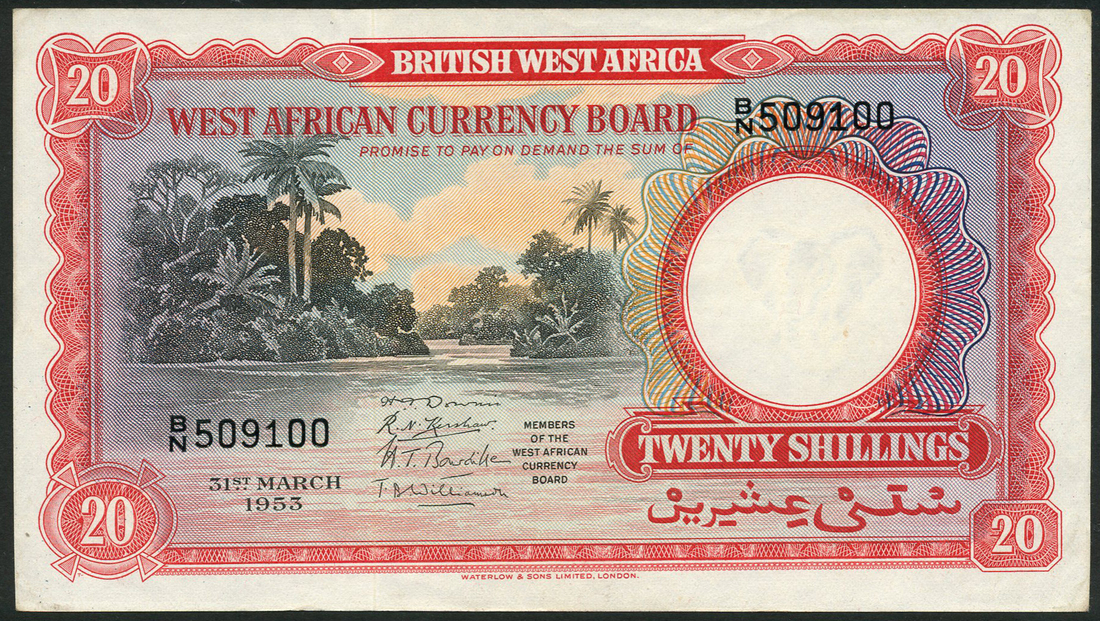 20
BRITISH WEST AFRICA
20
WEST AFRICAN CURRENCY BOARD
B/N 509100
PROMISE TO PAY ON DEMAND THE SUM OF
B/N 509100
31ST MARCH
1953
R.N. Kershaw.
MEMBERS
OF THE
WEST AFRICAN
CURRENCY
BOARD
TWENTY SHILLINGS
20
20
WATERLOW & SONS LIMITED, LONDON.